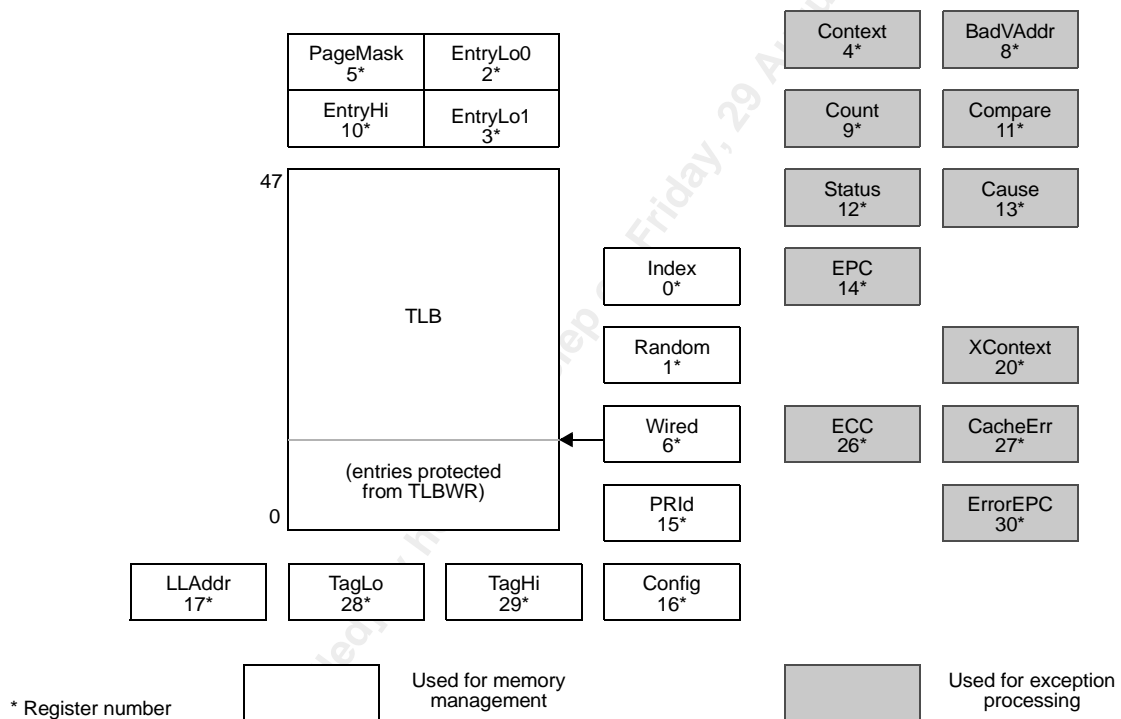 Context
4*
BadVAddr
8*
PageMask
5*
EntryLo0
2*
EntryHi
10*
EntryLo1
3*
Count
9*
Compare
11*
47
Status
12*
Cause
13*
Index
0*
EPC
14*
TLB
Random
1*
XContext
20*
Wired
6*
ECC
26*
CacheErr
27*
(entries protected
from TLBWR)
0
PRId
15*
ErrorEPC
30*
LLAddr
17*
TagLo
28*
TagHi
29*
Config
16*
* Register number
Used for memory
management
Used for exception
processing
Friday, 29